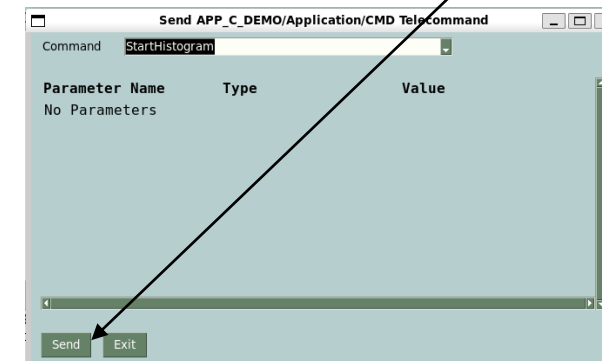 Send APP_C_DEMO/Application/CMD Telecommand
Command StartHistogram
Parameter Name Type Value
No Parameters
Send Exit